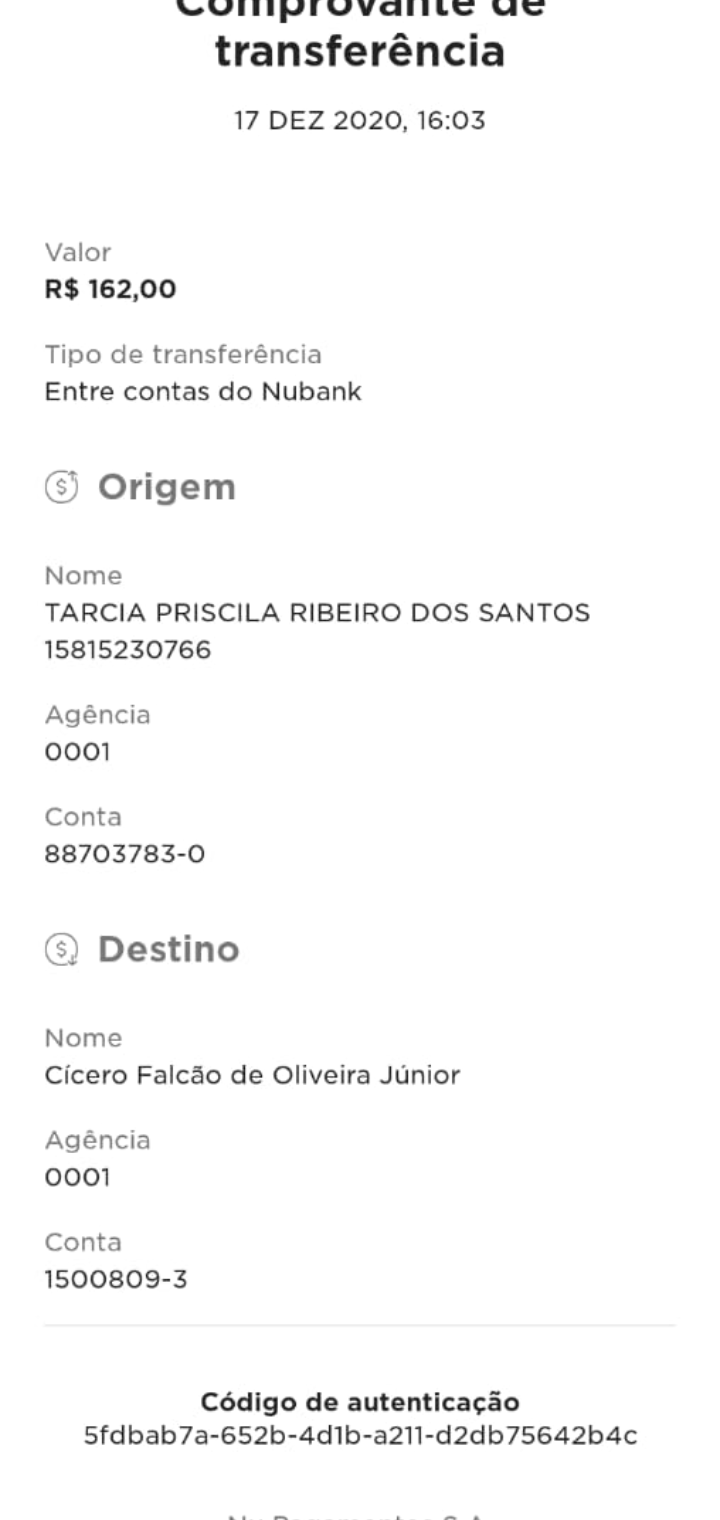 Comprovante de
transferência
17 DEZ 2020, 16:03
Valor
R$ 162,00
Tipo de transferência
Entre contas do Nubank
Origem
Nome
TARCIA PRISCILA RIBEIRO DOS SANTOS
15815230766
Agência
0001
Conta
88703783-0
Destino
Nome
Cícero Falcão de Oliveira Júnior
Agência
0001
Conta
1500809-3
Código de autenticação
5fdbab7a-652b-4d1b-a211-d2db75642b4c
Nu Pagamentos S.A.